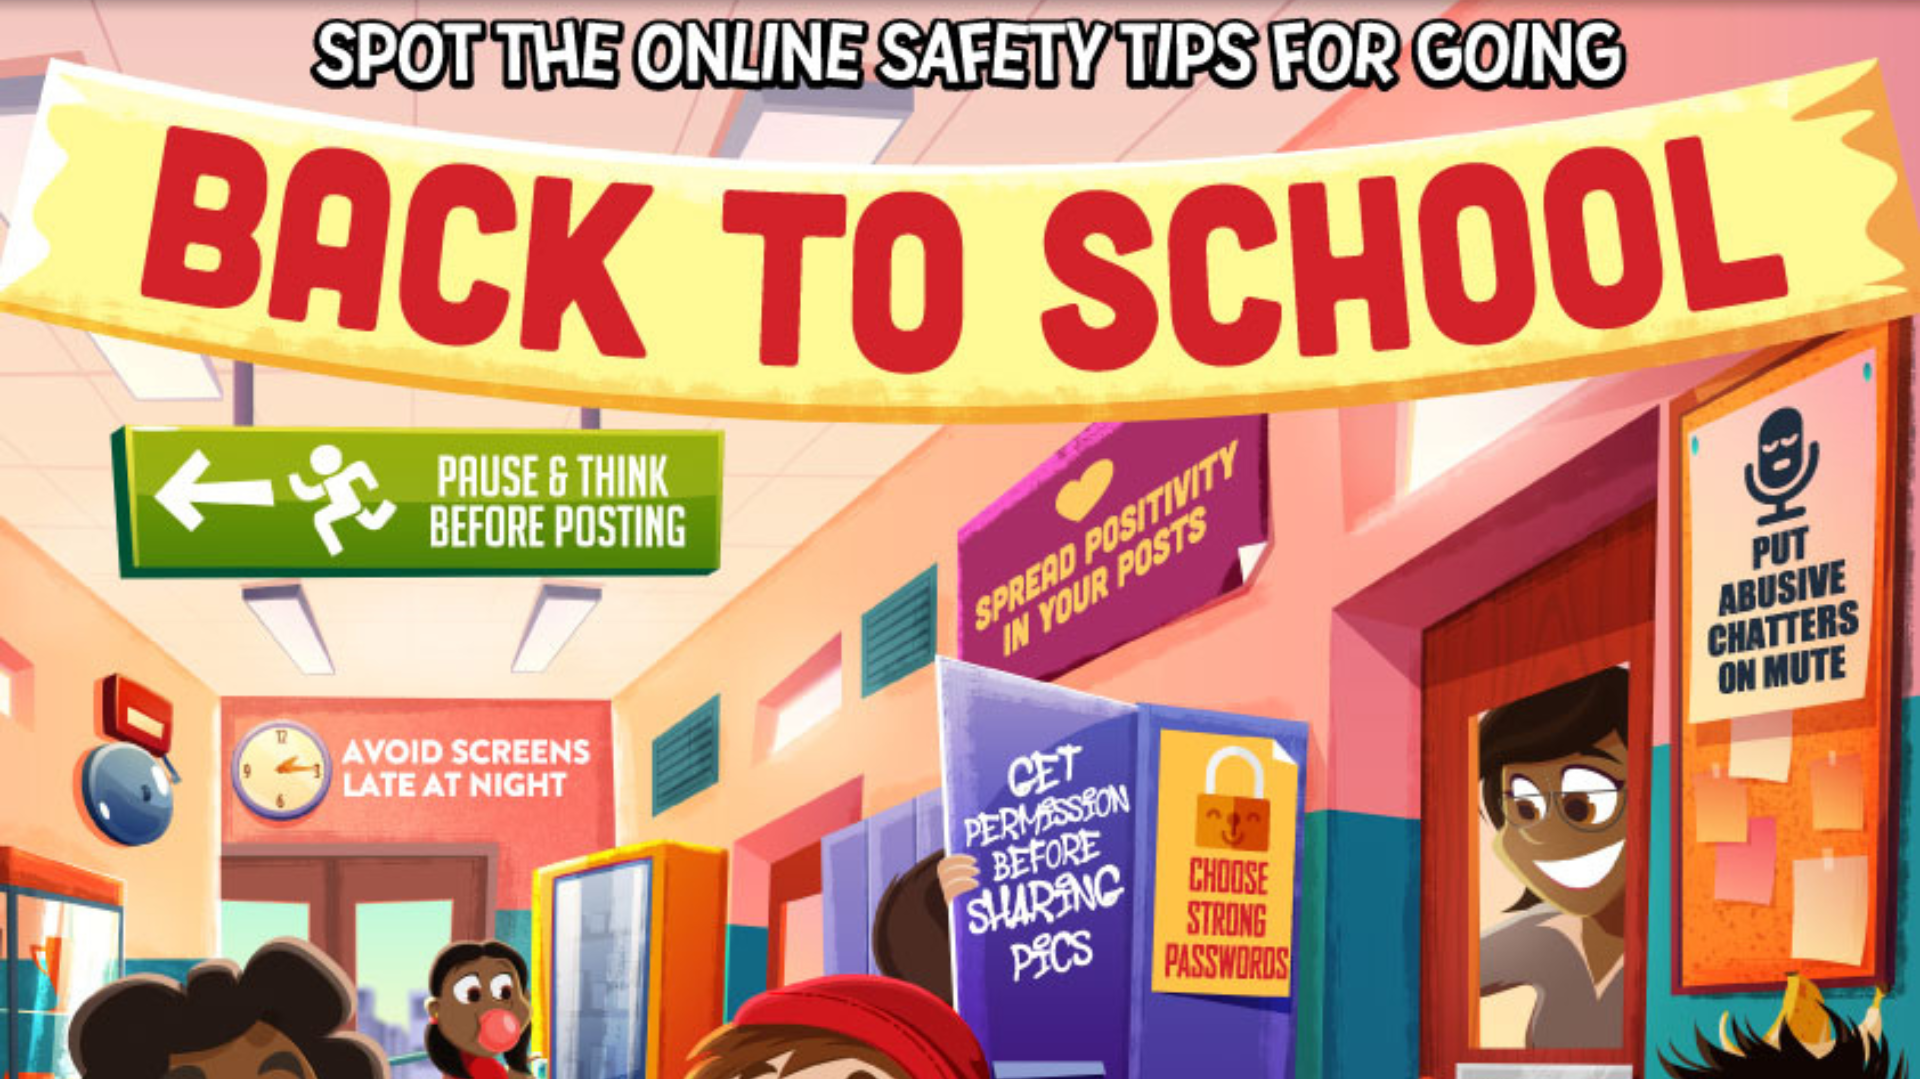 SPOT THE ONLINE SAFETY TIPS FOR GOING
BACK TO SCHOOL
PAUSE & THINK
BEFORE POSTING
SPREAD POSITIVITY
IN YOUR POSTS
PUT
ABUSIVE
CHATTERS
ON MUTE
12
3
6
9
AVOID SCREENS
LATE AT NIGHT
GET
PERMISSION
BEFORE
SHARING
PICS
CHOOSE
STRONG
PASSWORDS